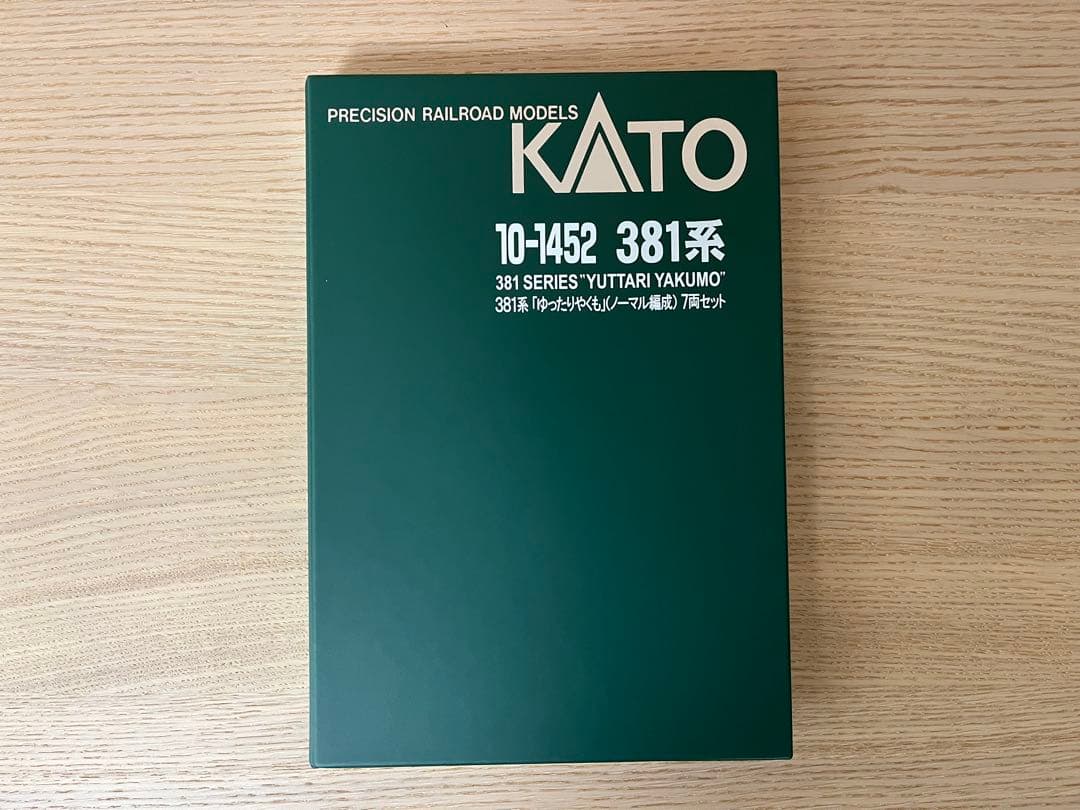 PRECISION RAILROAD MODELS
KATO
10-1452 381系
381 SERIES "YUTTARI YAKUMO"
381系「ゆったりやくも」(ノーマル編成) 7両セット